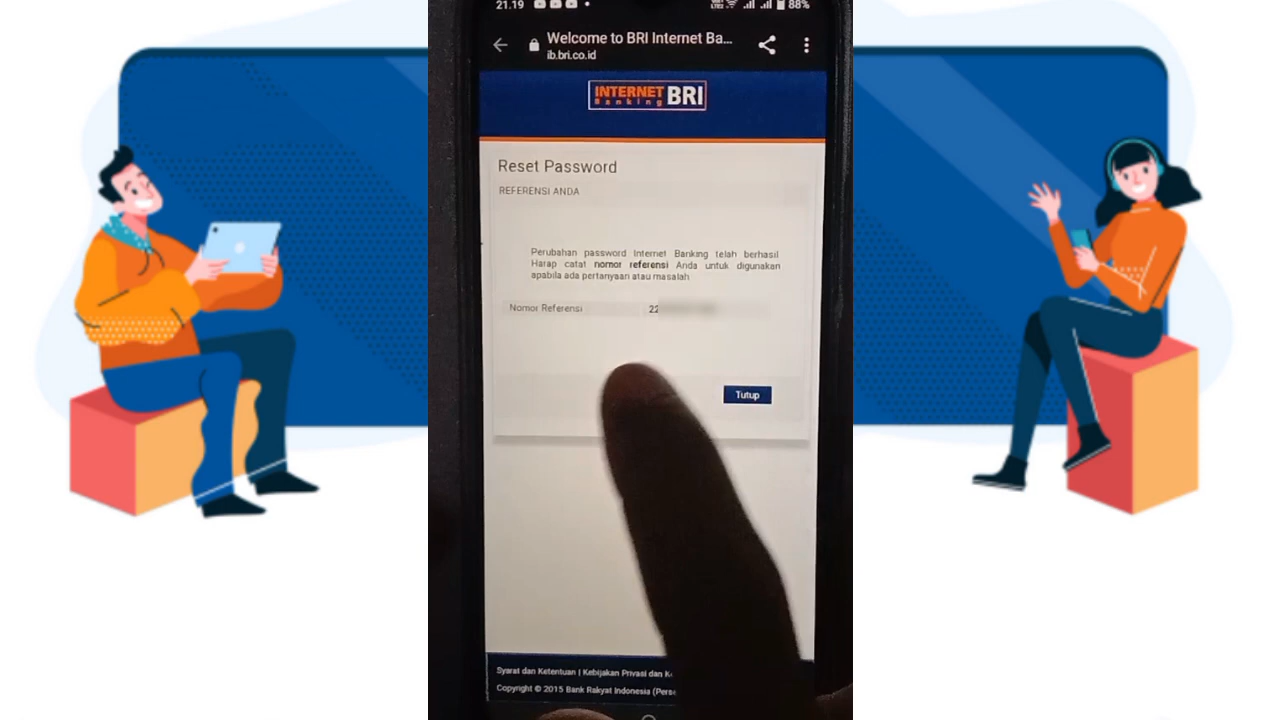 21.19
88%
Welcome to BRI Internet Ba...
ib.bri.co.id
INTERNET
Banking
BRI
Reset Password
REFERENSI ANDA
Perubahan password Internet Banking telah berhasil
Harap catat nomor referensi Anda untuk digunakan
apabila ada pertanyaan atau masalah
Nomor Referensi
22
Tutup
Syarat dan Ketentuan | Kebijakan Privasi dan
Copyright © 2015 Bank Rakyat Indonesia